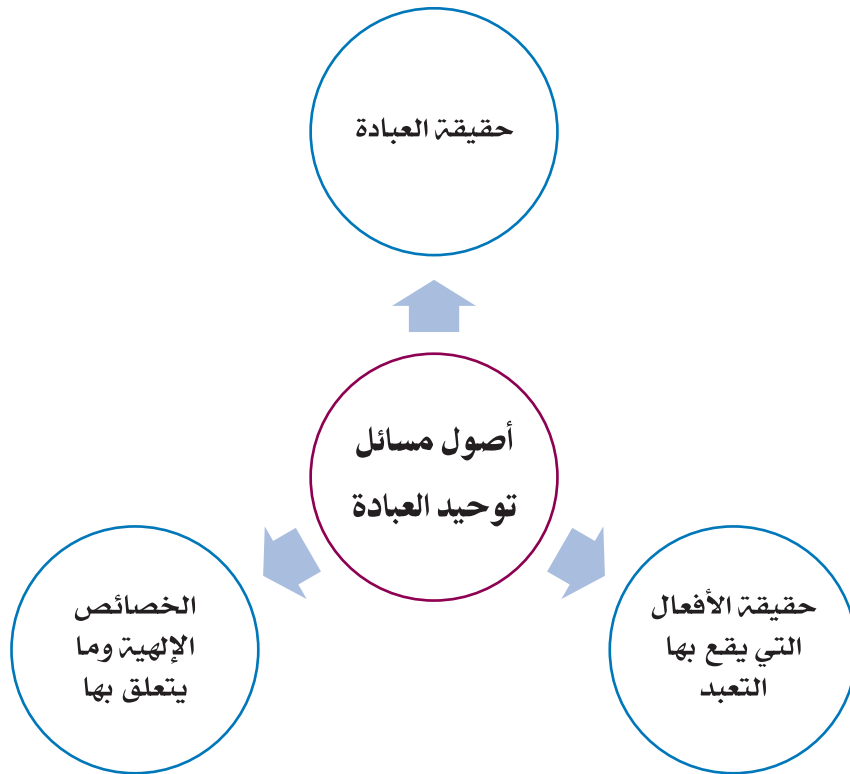 حقيقة العبادة
أصول مسائل
توحيد العبادة
حقيقة الأفعال
التي يقع بها
التعبد
الخصائص
الإلهية وما
يتعلق بها